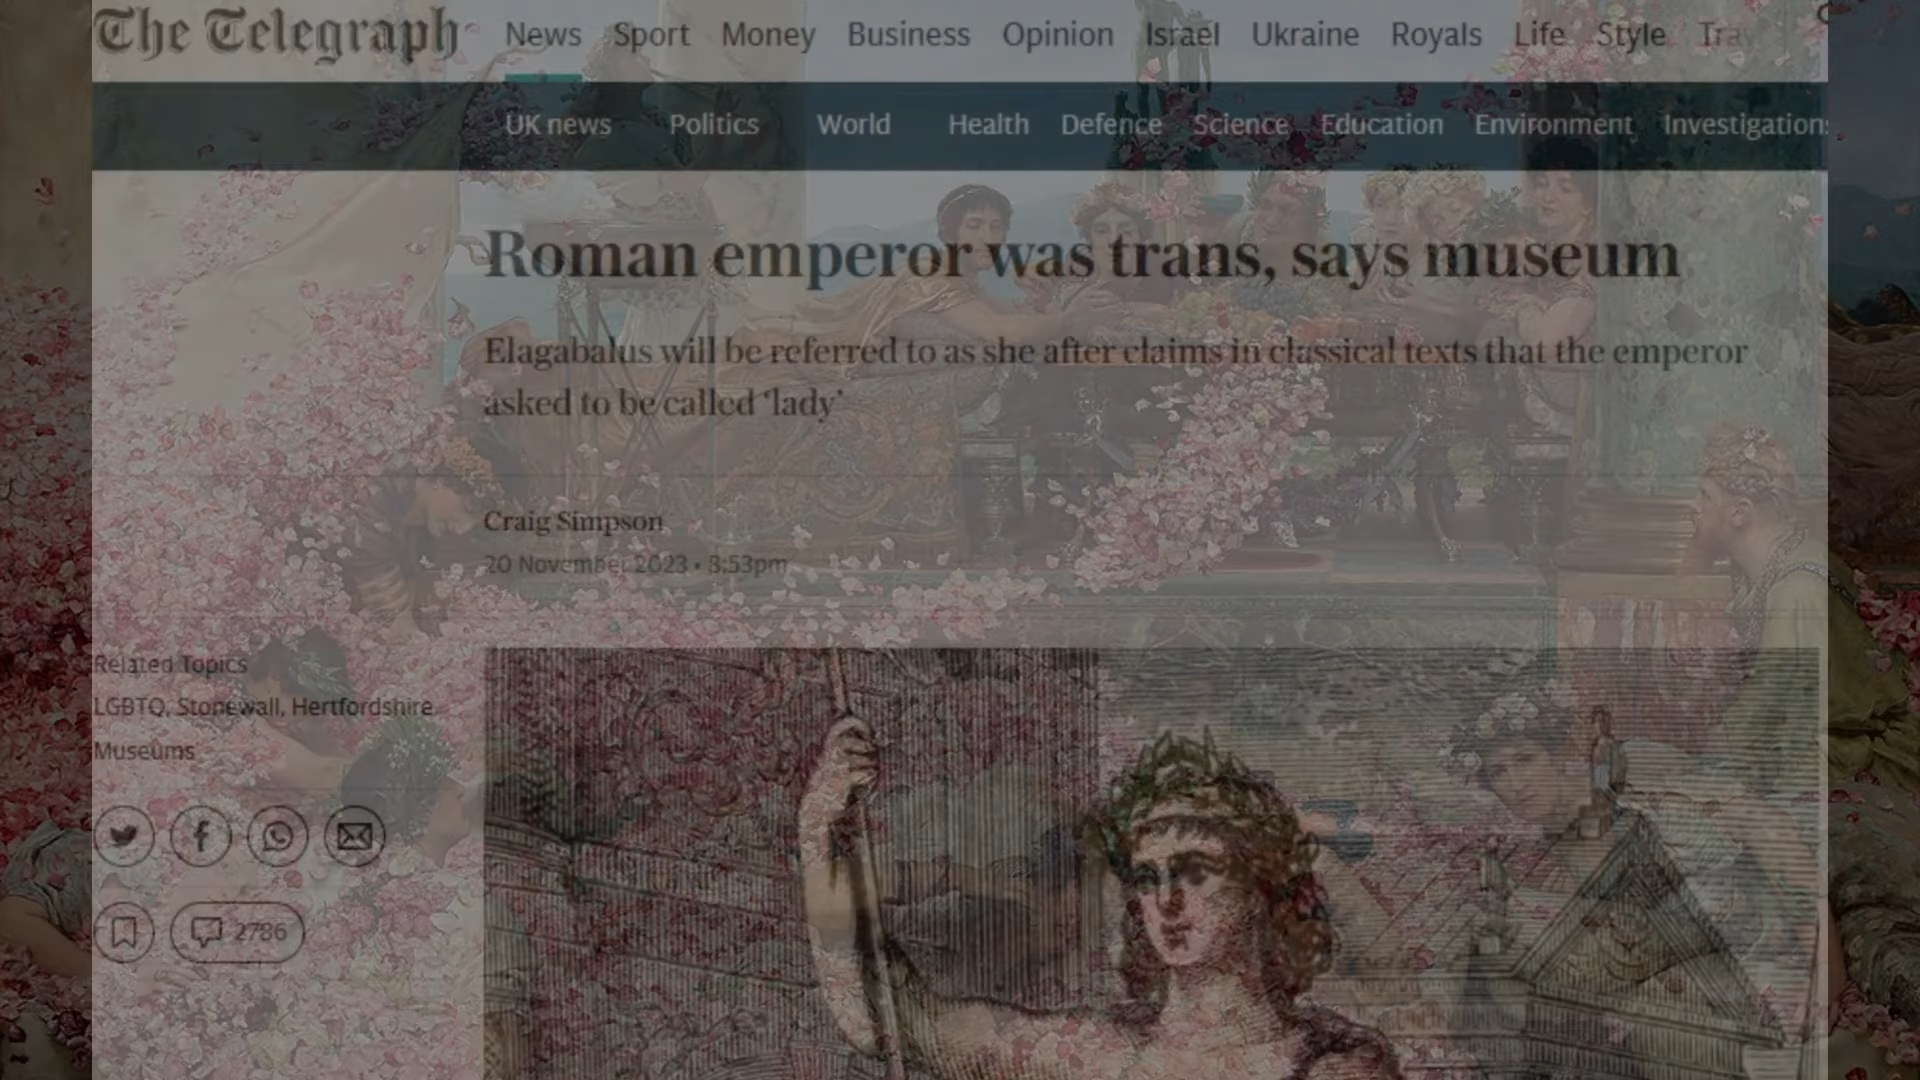 The Telegraph
News Sport Money Business Opinion Israel Ukraine Royals Life Style Tra
UK news Politics World Health Defence Science Education Environment Investigations
Roman emperor was trans, says museum
Elagabalus will be referred to as she after claims in classical texts that the emperor
asked to be called ‘lady’
Craig Simpson
20 November 2023 • 8:53pm
Related Topics
LGBTQ, Stonewall, Hertfordshire,
Museums
2786